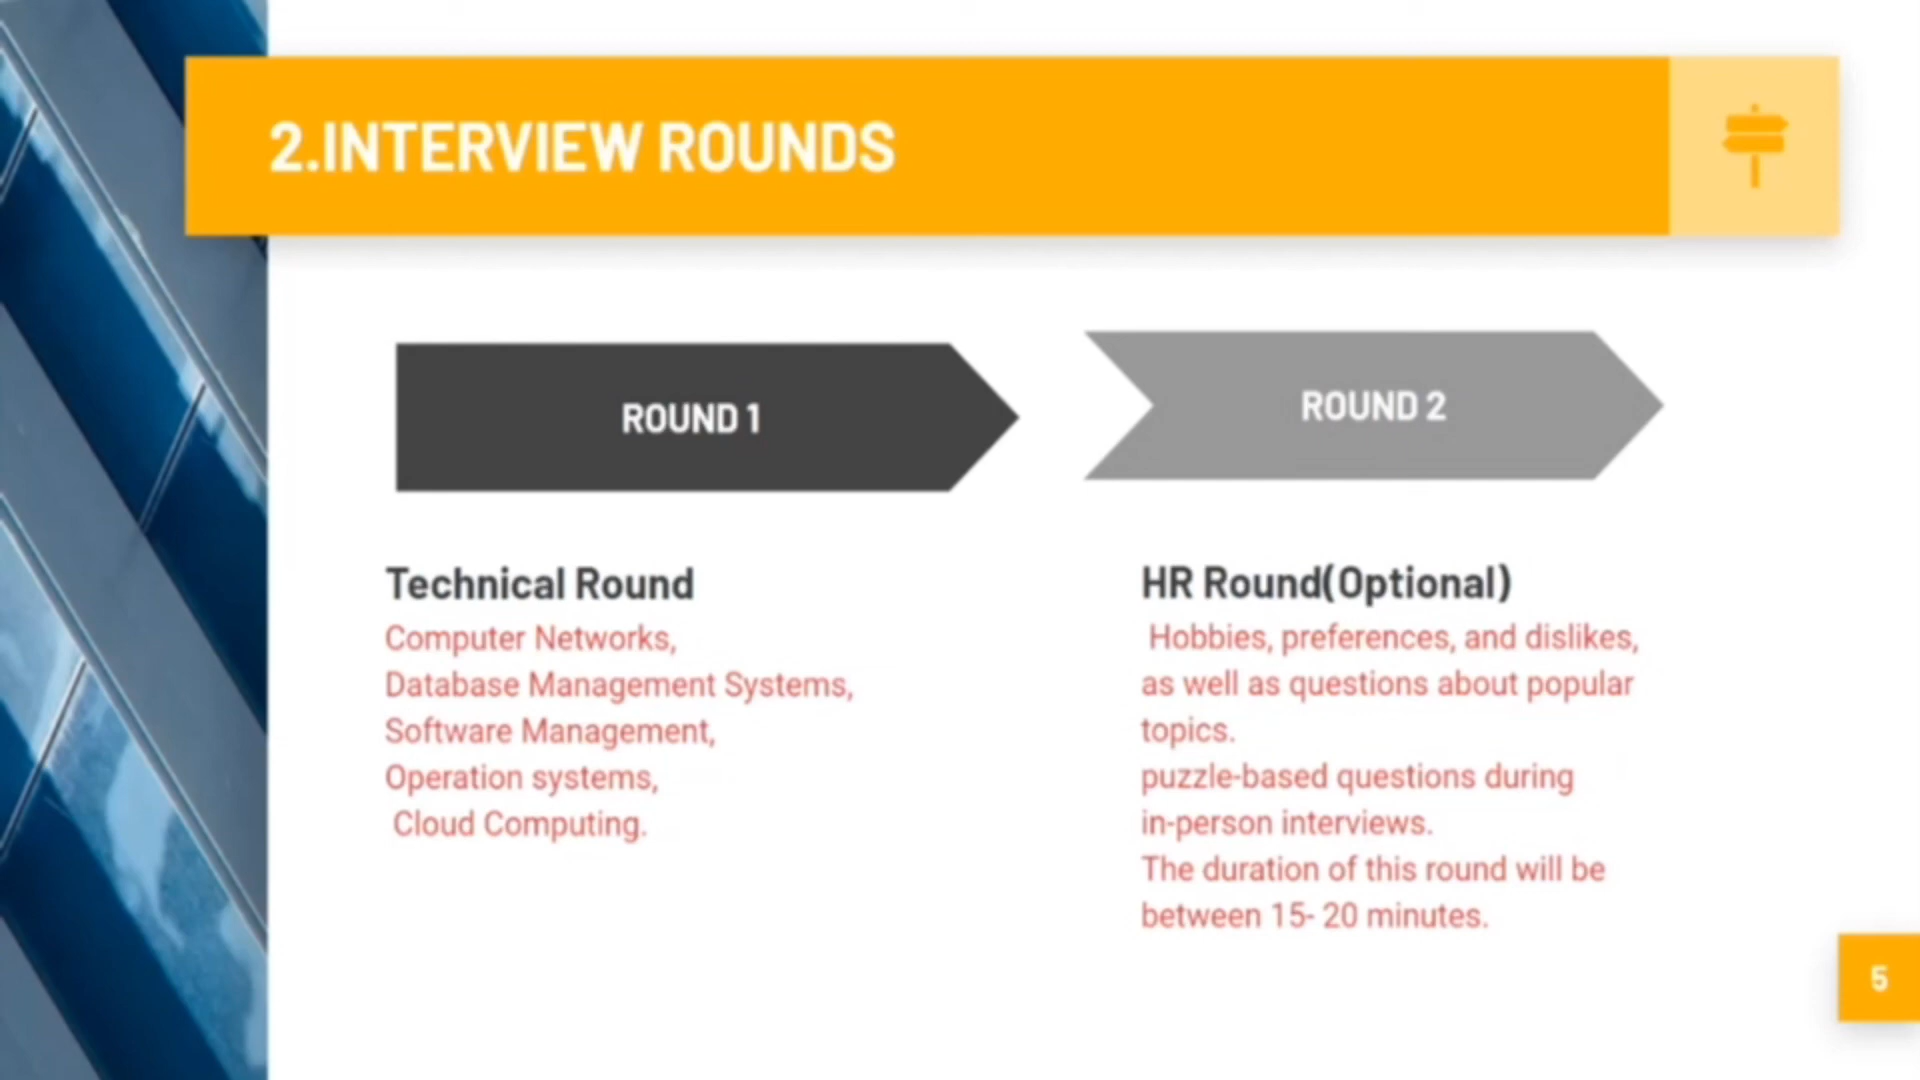 2.INTERVIEW ROUNDS
ROUND 1
ROUND 2
Technical Round
Computer Networks,
Database Management Systems,
Software Management,
Operation systems,
Cloud Computing.
HR Round(Optional)
Hobbies, preferences, and dislikes,
as well as questions about popular
topics.
puzzle-based questions during
in-person interviews.
The duration of this round will be
between 15- 20 minutes.
5